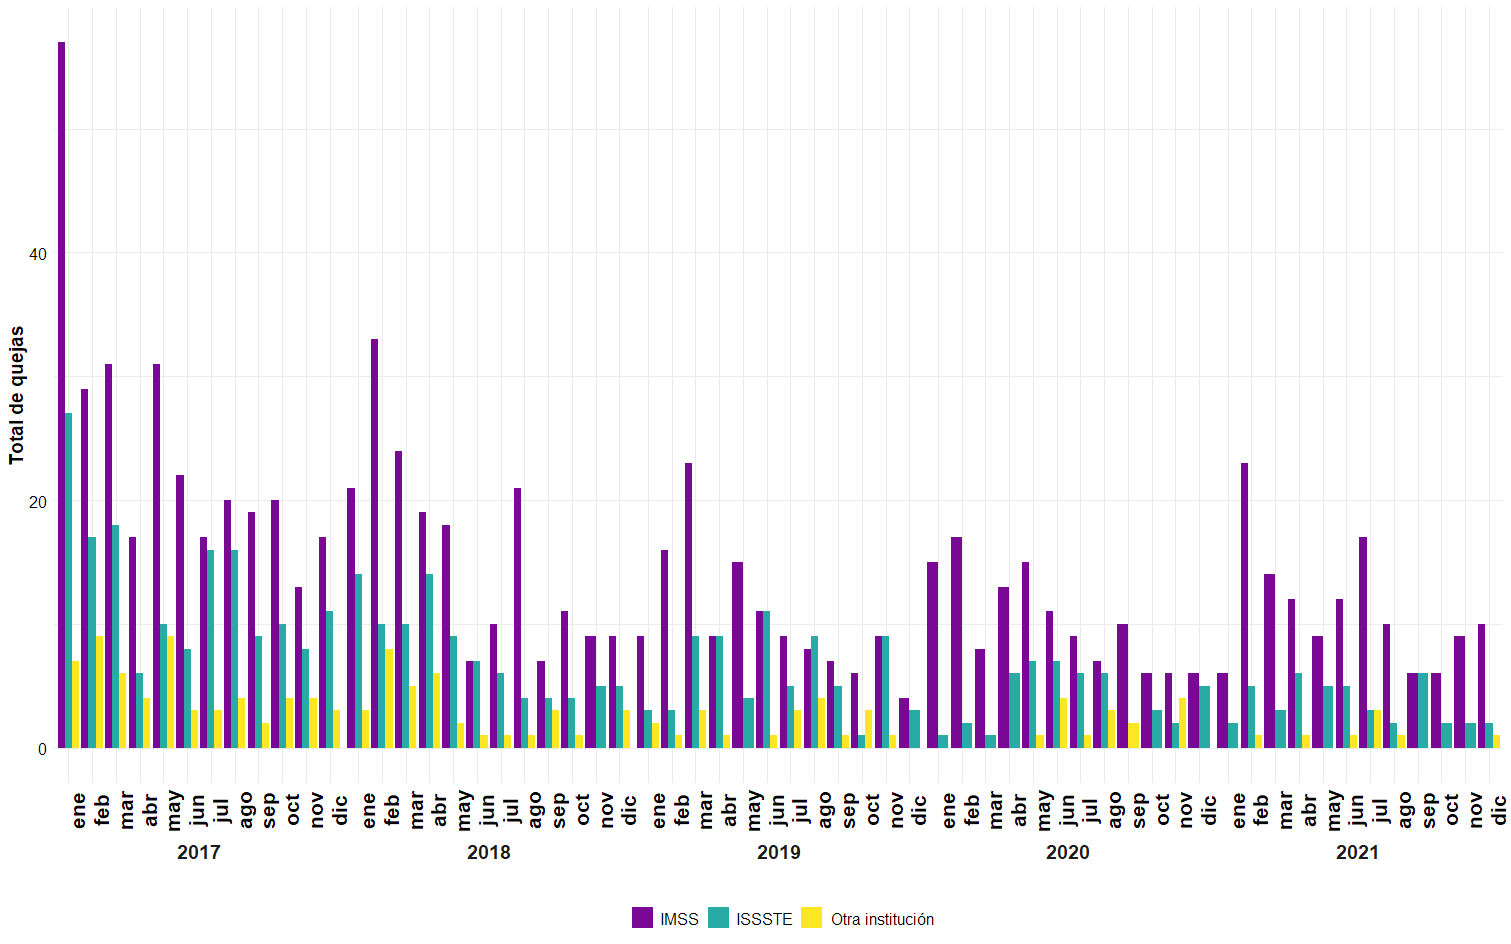 Total de quejas
40
20
0
ene feb mar abr may jun jul ago sep oct nov dic ene feb mar abr may jun jul ago sep oct nov dic ene feb mar abr may jun jul ago sep oct nov dic ene feb mar abr may jun jul ago sep oct nov dic ene feb mar abr may jun jul ago sep oct nov dic
2017 2018 2019 2020 2021
IMSS ISSSTE Otra institución